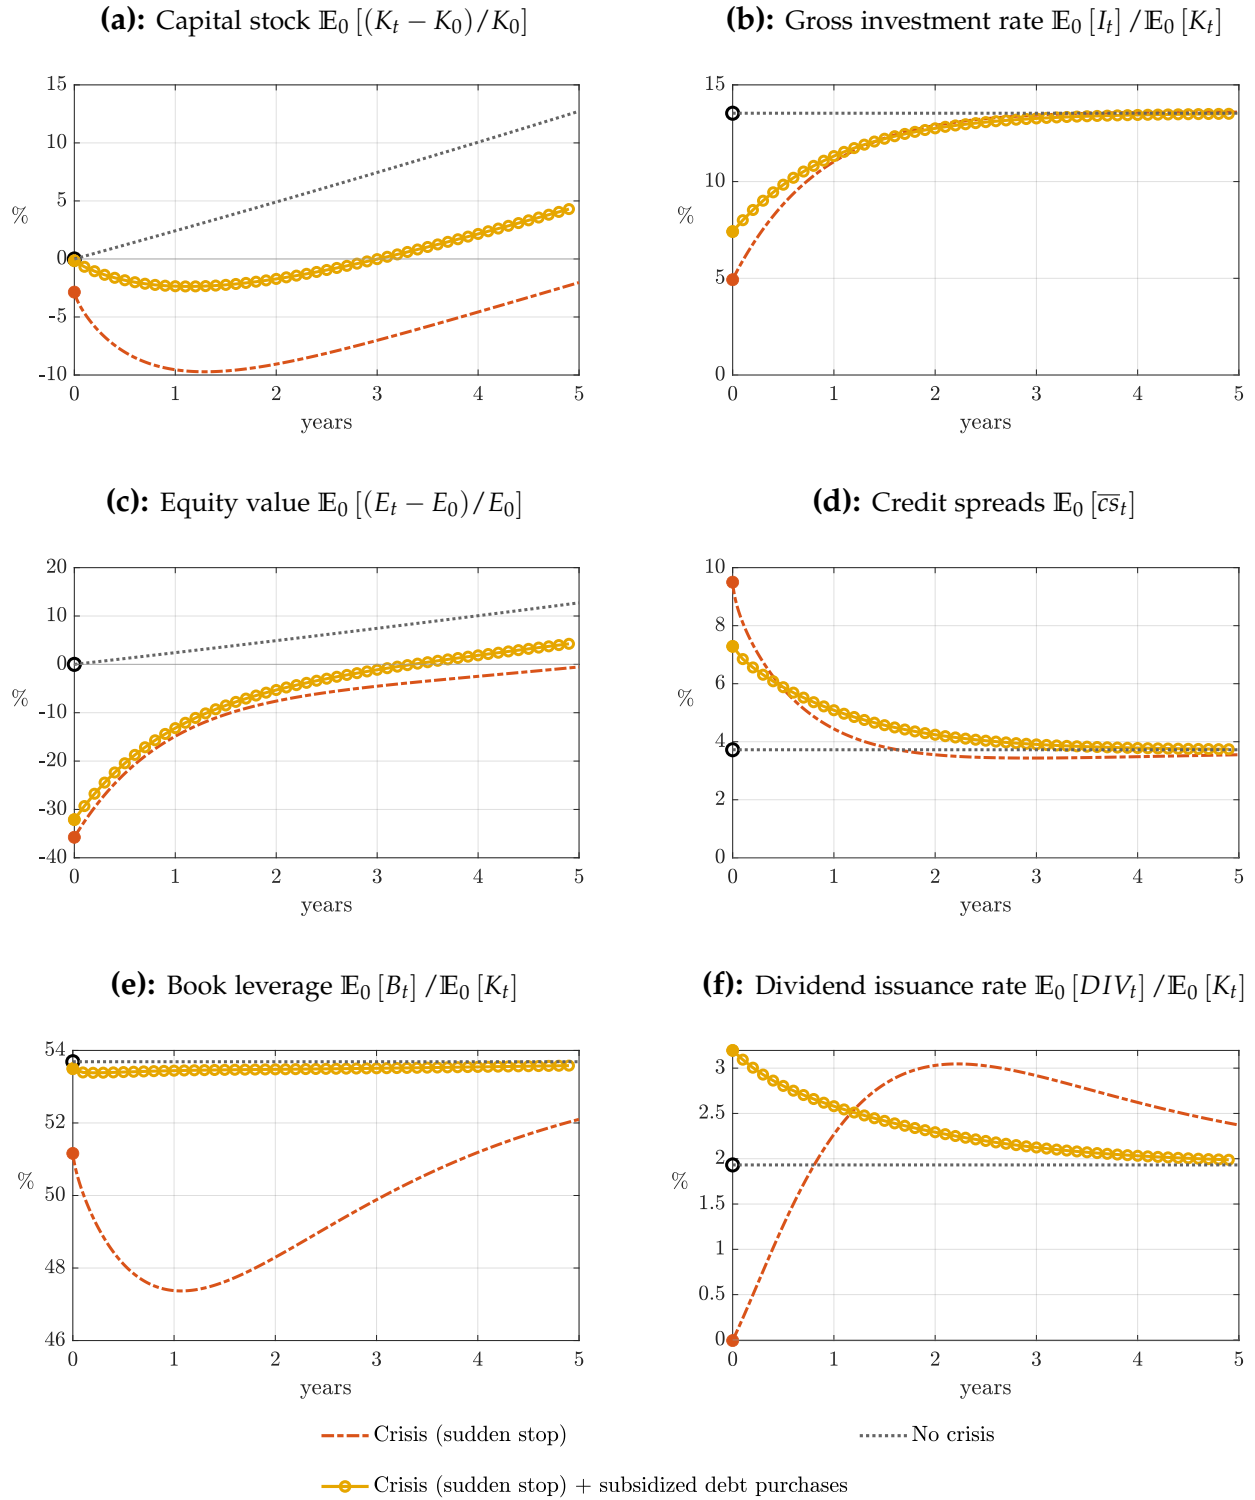 (a): Capital stock 𝔼₀ [(Kₜ − K₀)/K₀]
15
10
5
0
-5
-10
%
0 1 2 3 4 5
years
(b): Gross investment rate 𝔼₀ [Iₜ] /𝔼₀ [Kₜ]
15
10
5
0
%
0 1 2 3 4 5
years
(c): Equity value 𝔼₀ [(Eₜ − E₀)/E₀]
20
10
0
-10
-20
-30
-40
%
0 1 2 3 4 5
years
(d): Credit spreads 𝔼₀ [c̅s̅ₜ]
10
8
6
4
2
0
%
0 1 2 3 4 5
years
(e): Book leverage 𝔼₀ [Bₜ] /𝔼₀ [Kₜ]
54
52
50
48
46
%
0 1 2 3 4 5
years
(f): Dividend issuance rate 𝔼₀ [DIVₜ] /𝔼₀ [Kₜ]
3
2.5
2
1.5
1
0.5
0
%
0 1 2 3 4 5
years
Crisis (sudden stop)
No crisis
Crisis (sudden stop) + subsidized debt purchases